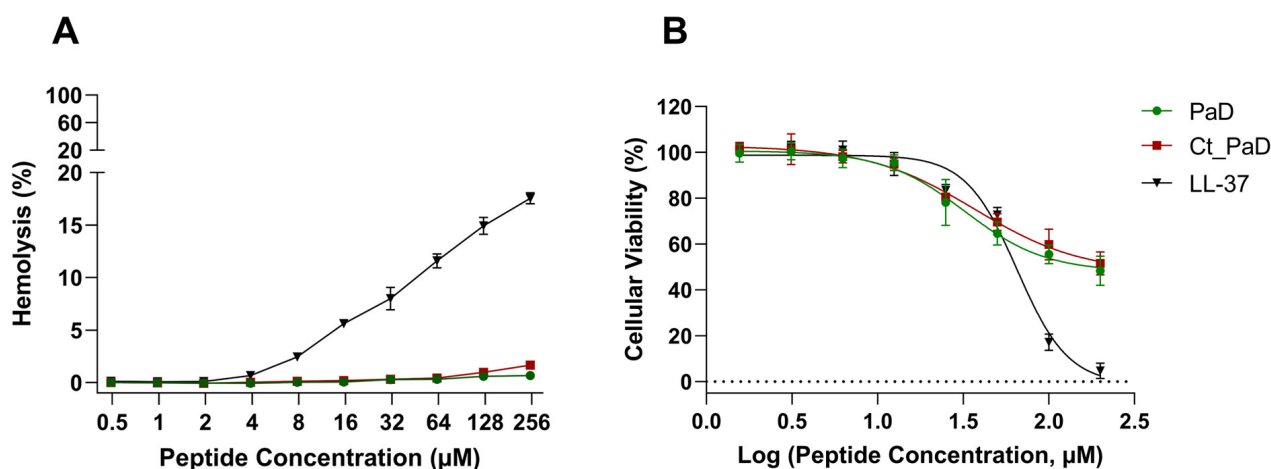 A
Hemolysis (%)
100
60
20
20
15
10
5
0
0.5 1 2 4 8 16 32 64 128 256
Peptide Concentration (µM)
B
Cellular Viability (%)
120
100
80
60
40
20
0
0.0 0.5 1.0 1.5 2.0 2.5
Log (Peptide Concentration, µM)
PaD
Ct_PaD
LL-37